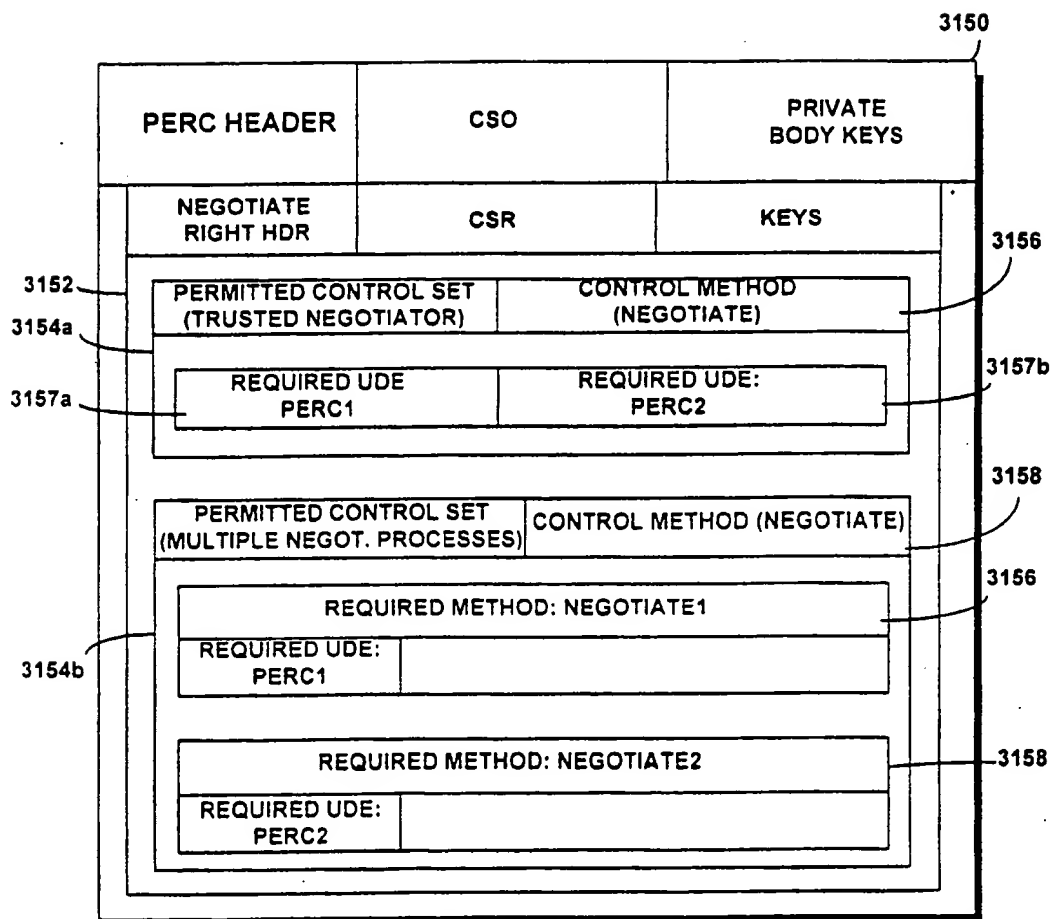 3150
PERC HEADER
CSO
PRIVATE
BODY KEYS
NEGOTIATE
RIGHT HDR
CSR
KEYS
3156
3152
PERMITTED CONTROL SET
(TRUSTED NEGOTIATOR)
CONTROL METHOD
(NEGOTIATE)
3154a
3157a
REQUIRED UDE
PERC1
REQUIRED UDE:
PERC2
3157b
3158
PERMITTED CONTROL SET
(MULTIPLE NEGOT. PROCESSES)
CONTROL METHOD (NEGOTIATE)
3156
REQUIRED METHOD: NEGOTIATE1
3154b
REQUIRED UDE:
PERC1
REQUIRED METHOD: NEGOTIATE2
3158
REQUIRED UDE:
PERC2